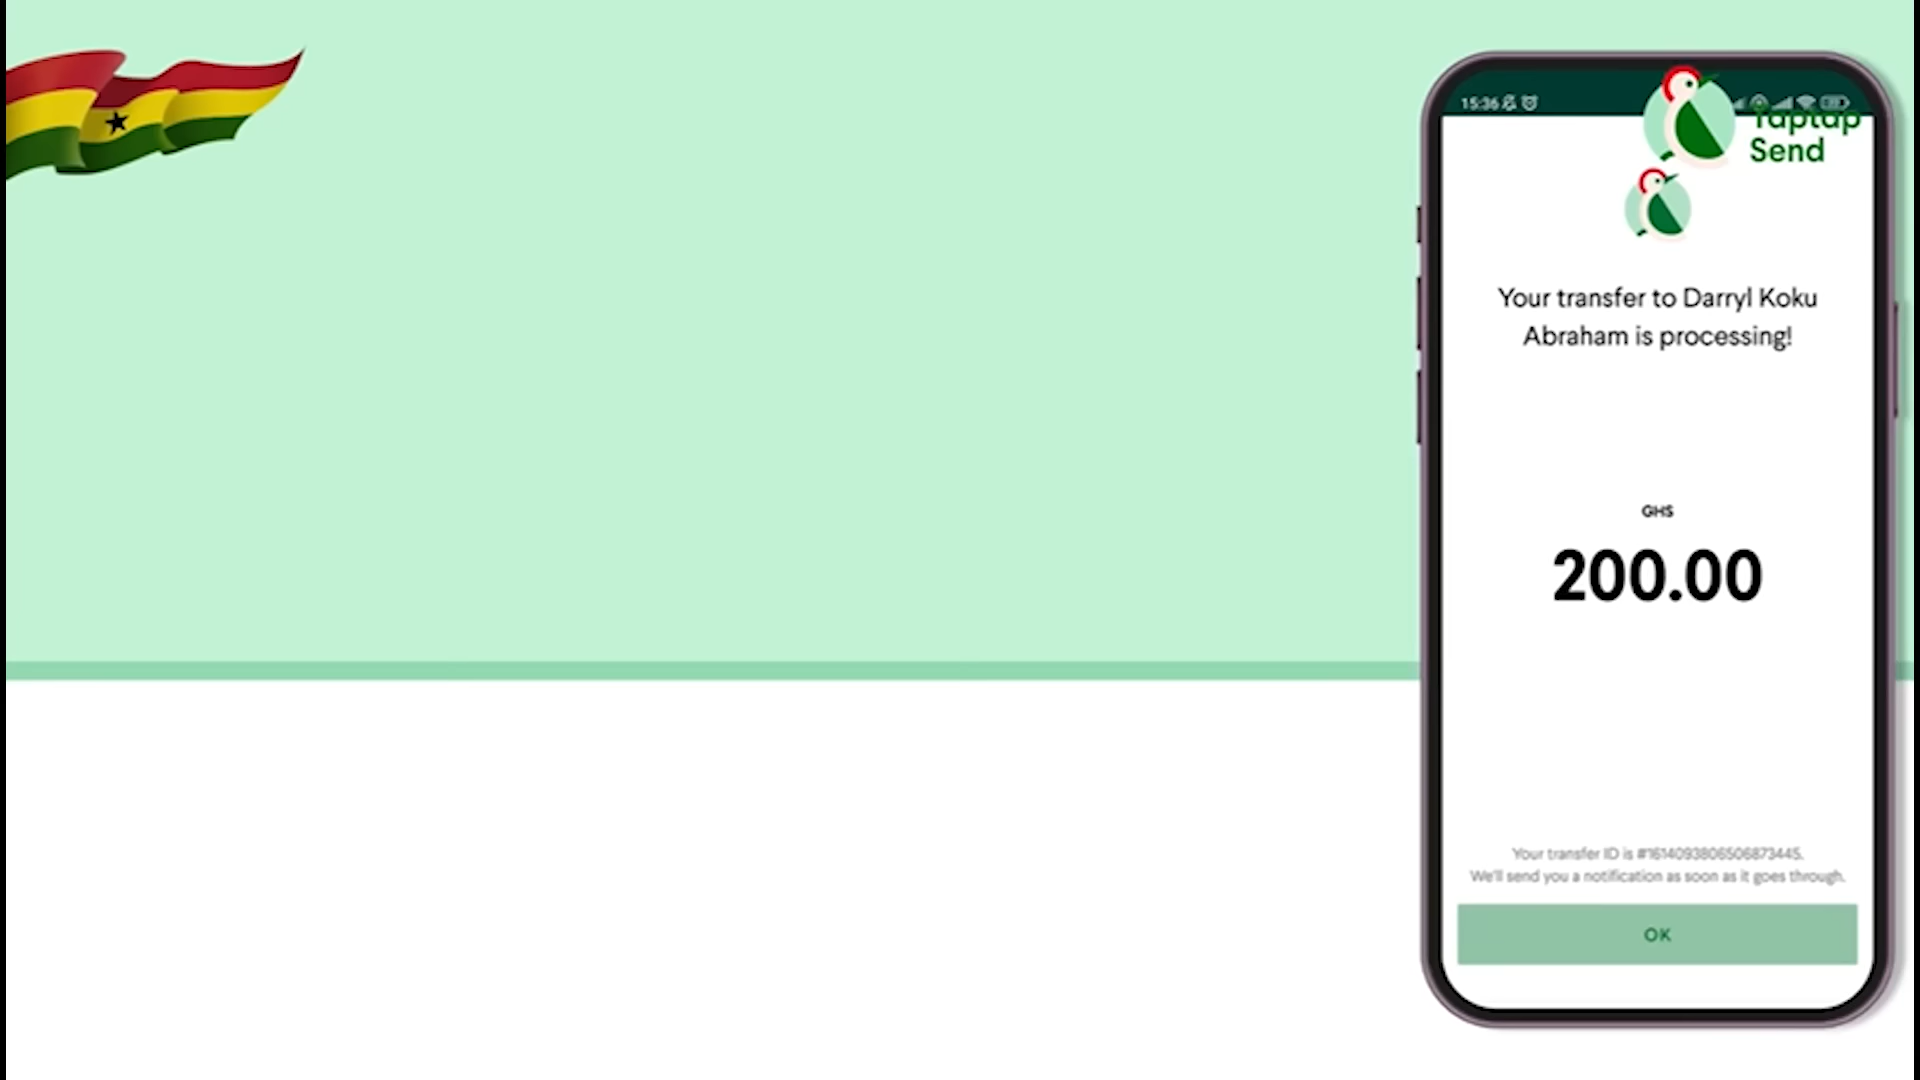 15:36
Taptap
Send
Your transfer to Darryl Koku
Abraham is processing!
GHS
200.00
Your transfer ID is #1614093806506873445.
We'll send you a notification as soon as it goes through.
OK